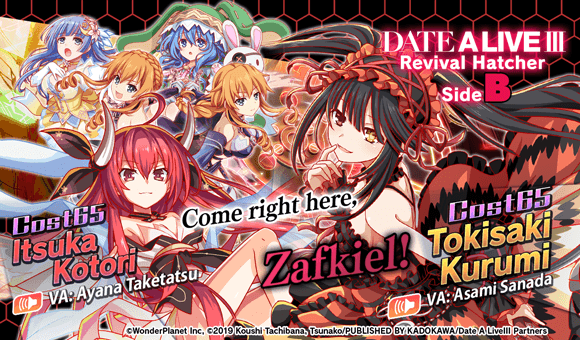 DATE A LIVE III
Revival Hatcher
Side B
Cost65
Itsuka
Kotori
VA: Ayana Taketatsu
Come right here,
Zafkiel!
Cost65
Tokisaki
Kurumi
VA: Asami Sanada
©WonderPlanet Inc, ©2019 Koushi Tachibana, Tsunako/PUBLISHED BY KADOKAWA/Date A LiveIII Partners